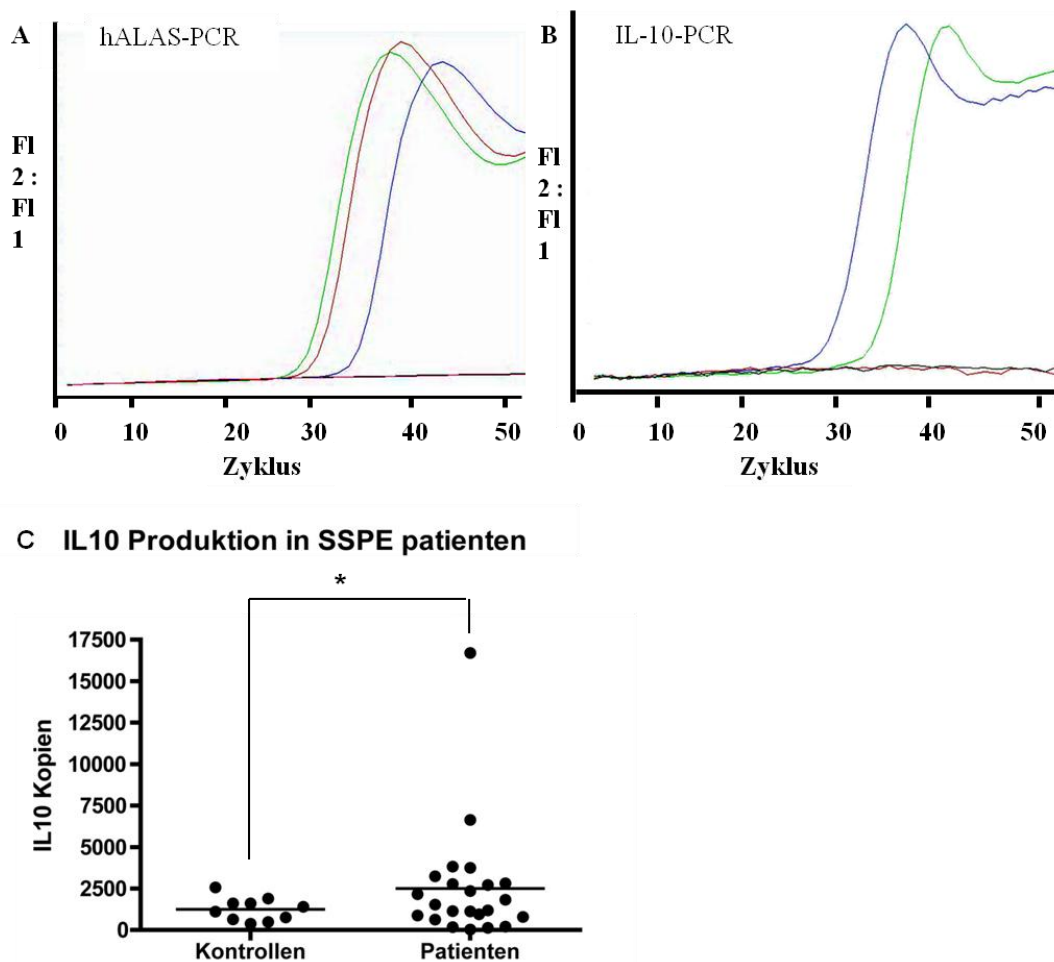 A
hALAS-PCR
Fl
2 :
Fl
1
0 10 20 30 40 50
Zyklus
B
IL-10-PCR
Fl
2 :
Fl
1
0 10 20 30 40 50
Zyklus
C IL10 Produktion in SSPE patienten
*
17500
15000
12500
10000
7500
5000
2500
0
IL10 Kopien
Kontrollen Patienten